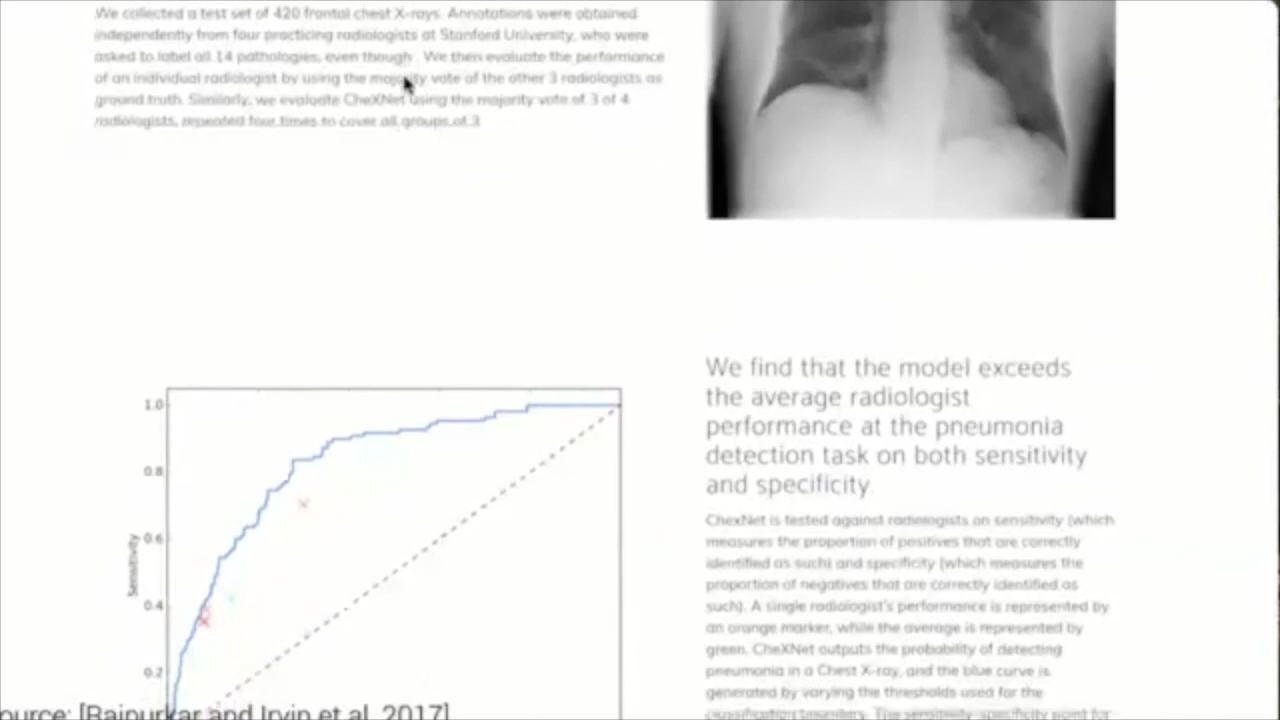 We collected a test set of 420 frontal chest X-rays. Annotations were obtained
independently from four practicing radiologists at Stanford University, who were
asked to label all 14 pathologies, even though . We then evaluate the performance
of an individual radiologist by using the majority vote of the other 3 radiologists as
ground truth. Similarly, we evaluate CheXNet using the majority vote of 3 of 4
radiologists, repeated four times to cover all groups of 3
We find that the model exceeds
the average radiologist
performance at the pneumonia
detection task on both sensitivity
and specificity
ChexNet is tested against radiologists on sensitivity (which
measures the proportion of positives that are correctly
identified as such) and specificity (which measures the
proportion of negatives that are correctly identified as
such). A single radiologist's performance is represented by
an orange marker, while the average is represented by
green. CheXNet outputs the probability of detecting
pneumonia in a Chest X-ray, and the blue curve is
generated by varying the thresholds used for the
classification boundary. The sensitivity-specificity point for
1.0
0.8
0.6
0.4
0.2
Sensitivity
ource: [Rajpurkar and Irvin et al. 2017]